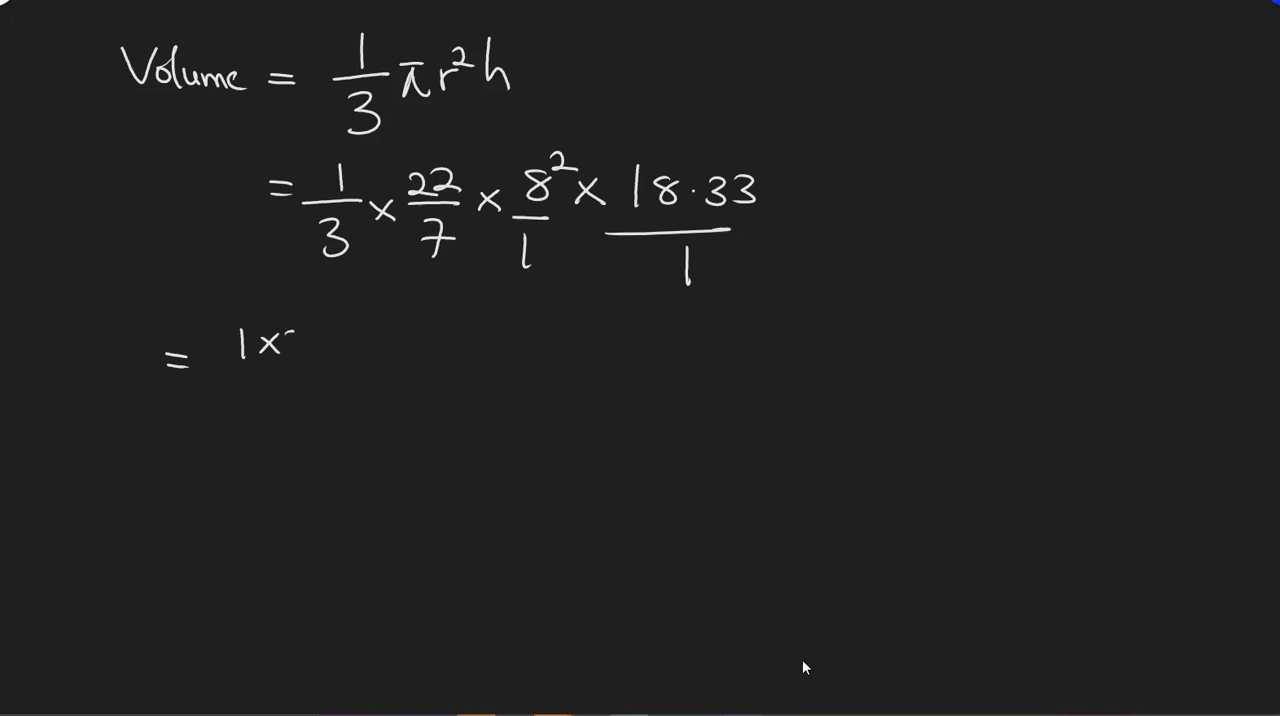 Volume = 1/3 πr²h
= 1/3 × 22/7 × 8²/1 × 18.33/1
= 1×